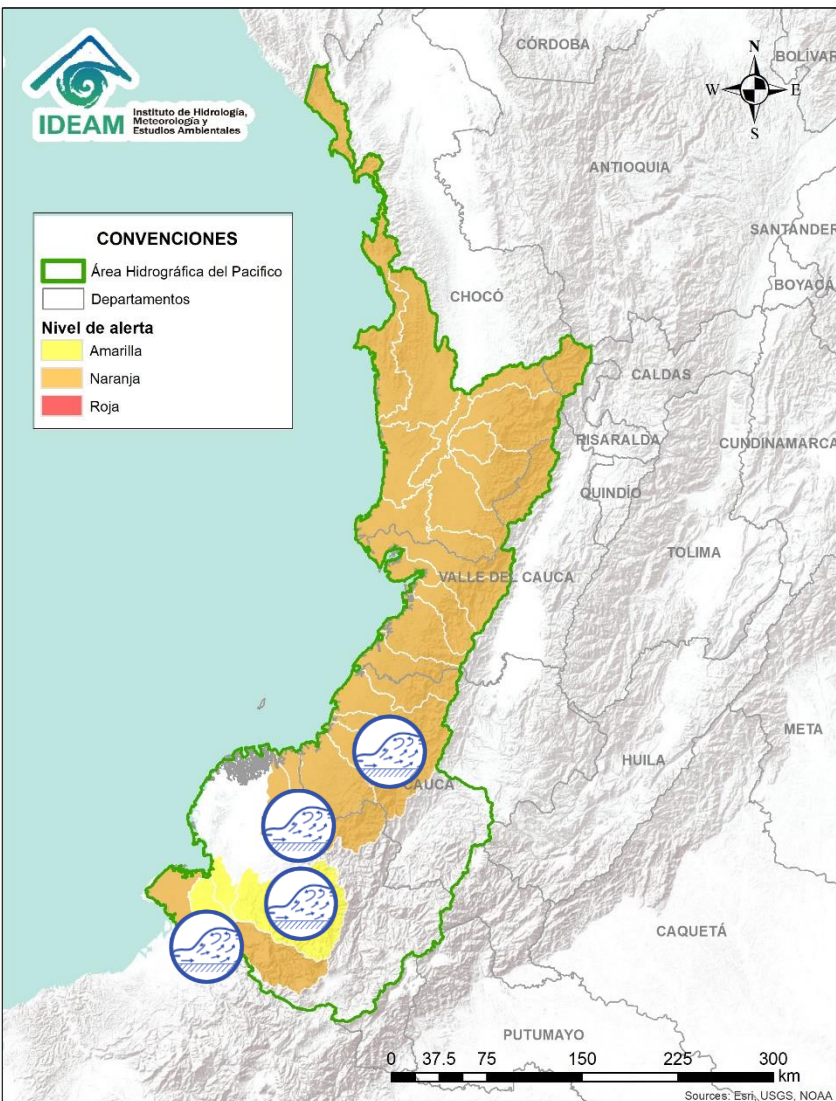 IDEAM
Instituto de Hidrología,
Meteorología y
Estudios Ambientales
N
W
E
S
CÓRDOBA
BOLÍVAR
ANTIOQUIA
SANTANDER
BOYACÁ
CONVENCIONES
Área Hidrográfica del Pacifico
Departamentos
Nivel de alerta
Amarilla
Naranja
Roja
CHOCÓ
CALDAS
RISARALDA
CUNDINAMARCA
QUINDÍO
TOLIMA
VALLE DEL CAUCA
META
HUILA
CAUCA
CAQUETÁ
PUTUMAYO
0 37.5 75 150 225 300
km
Sources: Esri, USGS, NOAA